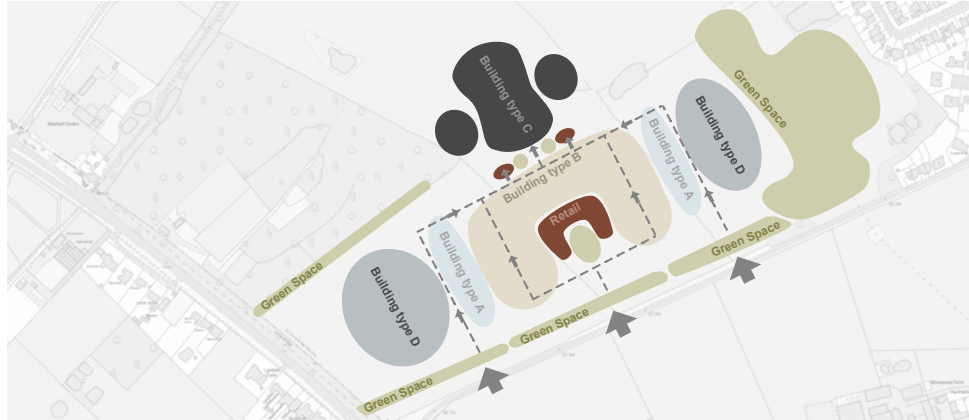 Building type C
Green Space
Building type D
Building type A
Building type B
Retail
Green Space
Building type A
Green Space
Building type D
Green Space
Green Space